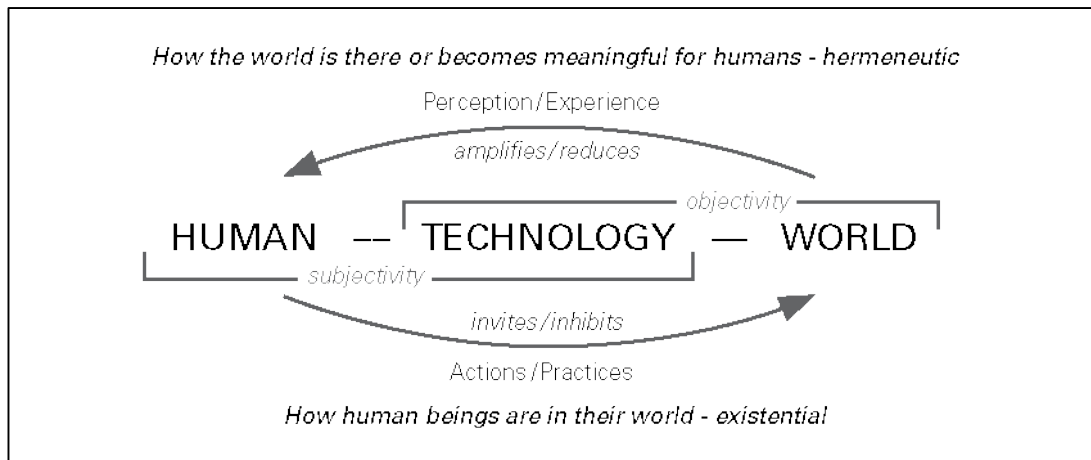 How the world is there or becomes meaningful for humans - hermeneutic
Perception/Experience
amplifies/reduces
objectivity
HUMAN -- TECHNOLOGY — WORLD
subjectivity
invites/inhibits
Actions/Practices
How human beings are in their world - existential